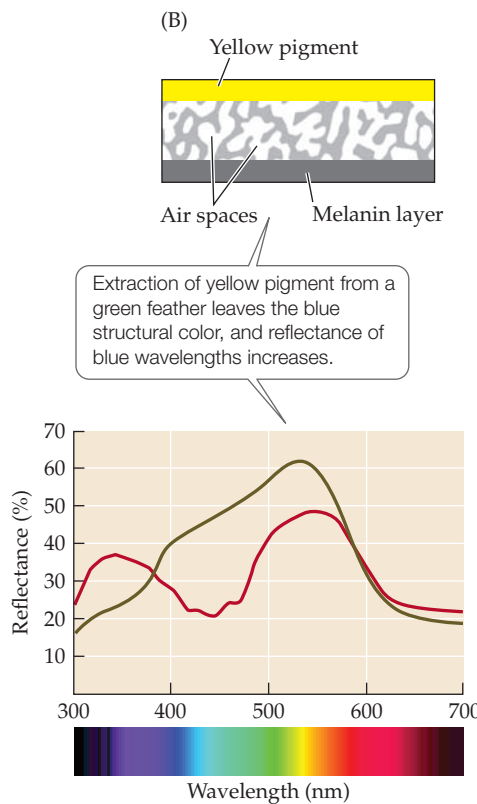 (B)
Yellow pigment
Air spaces
Melanin layer
Extraction of yellow pigment from a
green feather leaves the blue
structural color, and reflectance of
blue wavelengths increases.
70
60
50
40
30
20
10
Reflectance (%)
300 400 500 600 700
Wavelength (nm)